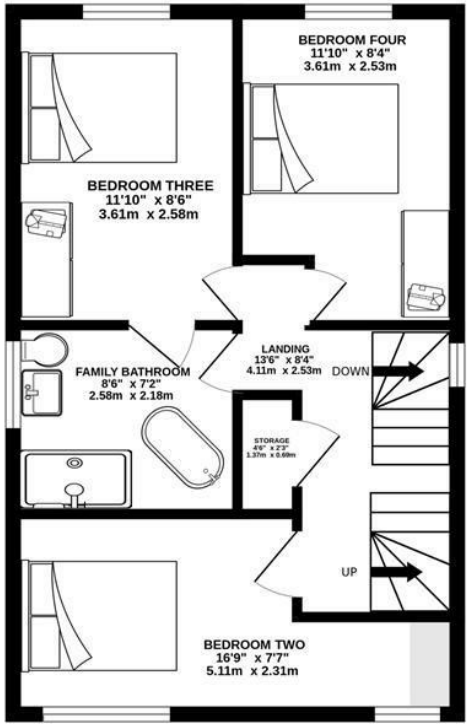 BEDROOM FOUR
11'10" x 8'4"
3.61m x 2.53m
BEDROOM THREE
11'10" x 8'6"
3.61m x 2.58m
LANDING
13'6" x 8'4"
4.11m x 2.53m
DOWN
FAMILY BATHROOM
8'6" x 7'2"
2.58m x 2.18m
STORAGE
4'6" x 2'3"
1.37m x 0.69m
UP
BEDROOM TWO
16'9" x 7'7"
5.11m x 2.31m